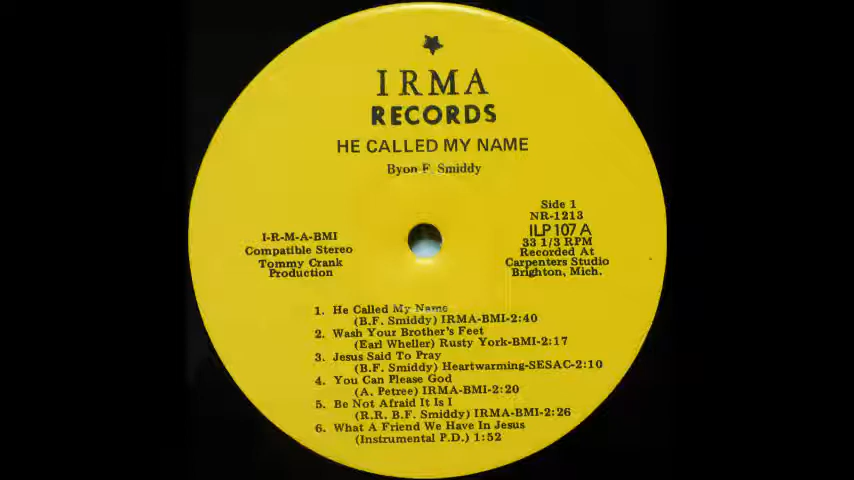 IRMA
RECORDS
HE CALLED MY NAME
Byon F. Smiddy
Side 1
NR-1213
ILP 107 A
33 1/3 RPM
Recorded At
Carpenters Studio
Brighton, Mich.
I-R-M-A-BMI
Compatible Stereo
Tommy Crank
Production
1. He Called My Name
(B.F. Smiddy) IRMA-BMI-2:40
2. Wash Your Brother's Feet
(Earl Wheller) Rusty York-BMI-2:17
3. Jesus Said To Pray
(B.F. Smiddy) Heartwarming-SESAC-2:10
4. You Can Please God
(A. Petree) IRMA-BMI-2:20
5. Be Not Afraid It Is I
(R.R. B.F. Smiddy) IRMA-BMI-2:26
6. What A Friend We Have In Jesus
(Instrumental P.D.) 1:52